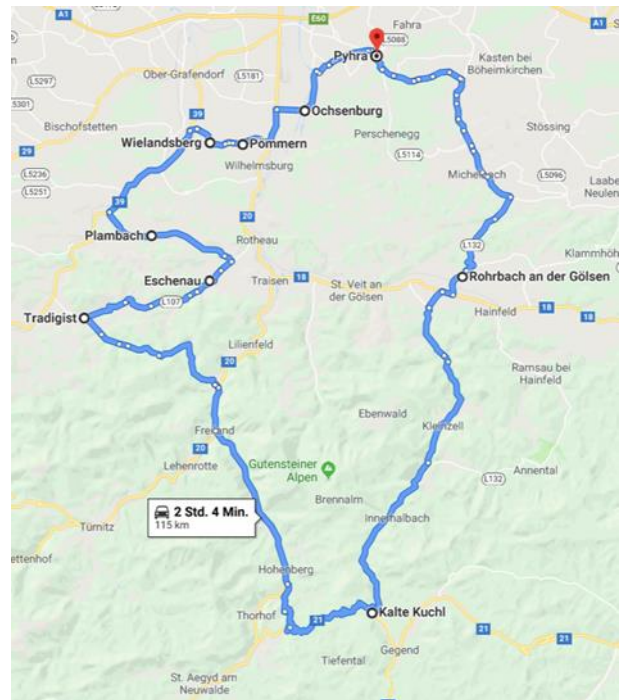 A1
E60
Fahra
L5088
Pyhra
Kasten bei
Böheimkirchen
L5297
Ober-Grafendorf
L5181
L5301
39
Ochsenburg
Bischofstetten
Perschenegg
Stössing
Wielandsberg
Pömmern
29
Wilhelmsburg
L5114
L5236
Michelbach
L5096
Laabe
Neulen
L5251
39
20
Plambach
Rotheau
L132
Klammhöh
Eschenau
Traisen
18
St. Veit an
der Gölsen
Rohrbach an der Gölsen
L107
18
Hainfeld
Tradigist
20
Lilienfeld
Ramsau bei
Hainfeld
Ebenwald
Kleinzell
Freiland
20
Lehenrotte
Gutensteiner
Alpen
L132
Annental
Brennalm
2 Std. 4 Min.
115 km
Innerhalbach
Türnitz
ettenhof
Hohenberg
Thorhof
21
Kalte Kuchl
21
Gegend
St. Aegyd am
Neuwalde
Tiefental
21